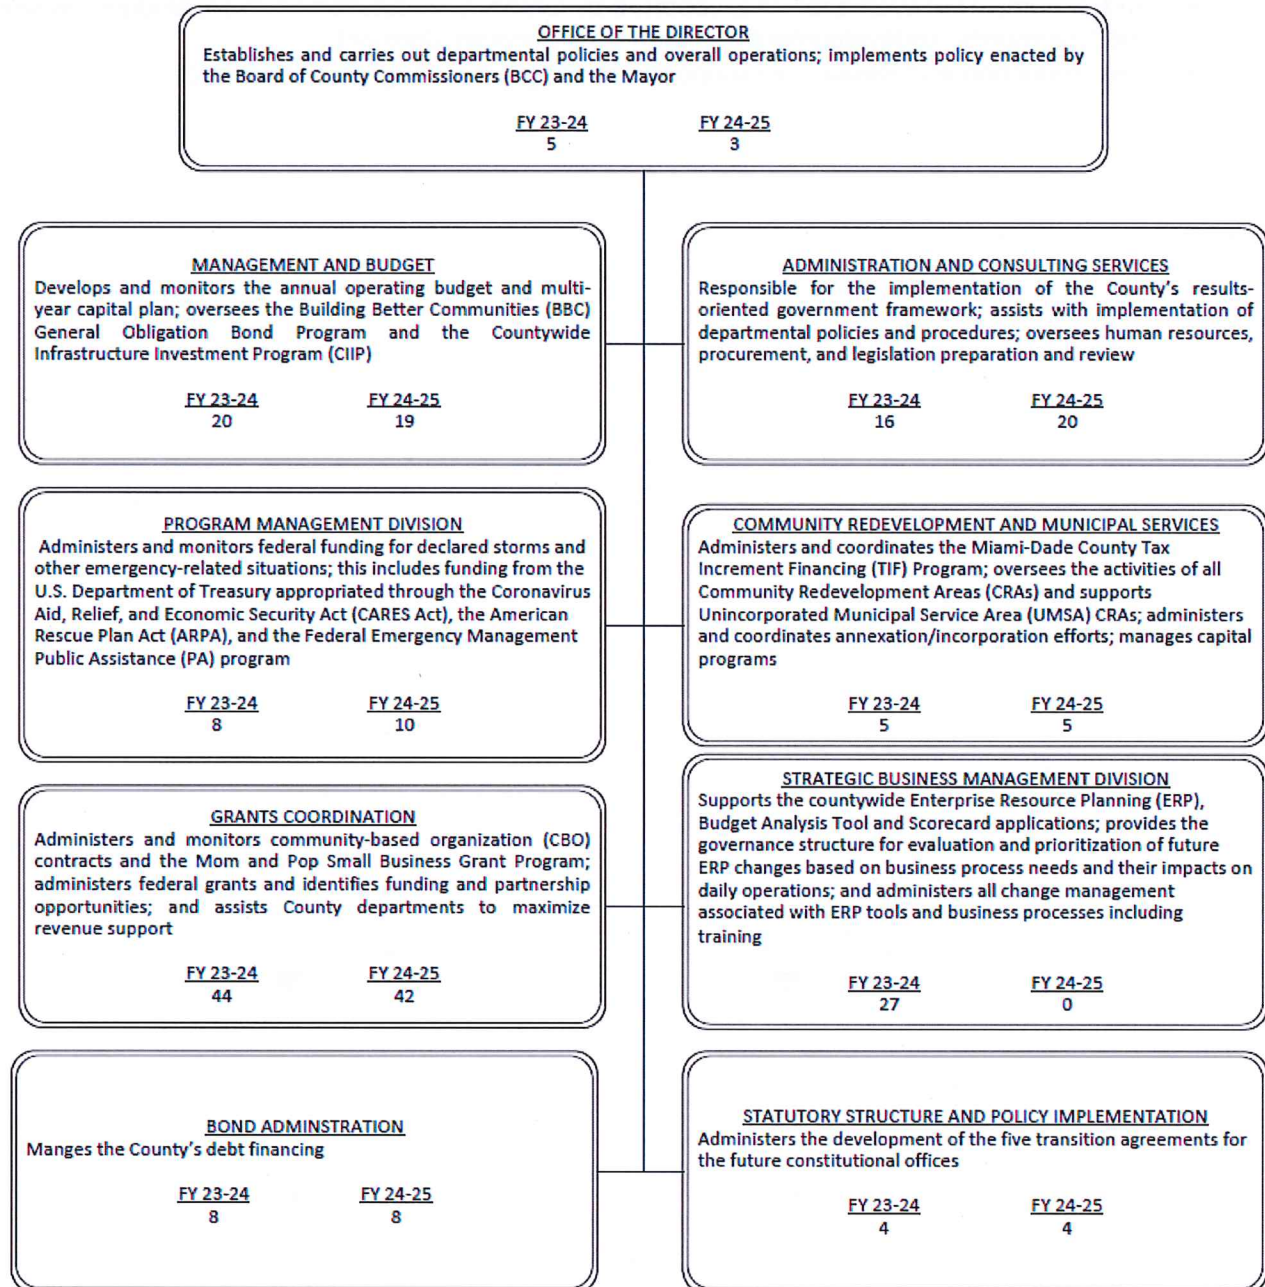 OFFICE OF THE DIRECTOR
Establishes and carries out departmental policies and overall operations; implements policy enacted by
the Board of County Commissioners (BCC) and the Mayor
FY 23-24 FY 24-25
5 3
MANAGEMENT AND BUDGET
Develops and monitors the annual operating budget and multi-
year capital plan; oversees the Building Better Communities (BBC)
General Obligation Bond Program and the Countywide
Infrastructure Investment Program (CIIP)
FY 23-24 FY 24-25
20 19
ADMINISTRATION AND CONSULTING SERVICES
Responsible for the implementation of the County's results-
oriented government framework; assists with implementation of
departmental policies and procedures; oversees human resources,
procurement, and legislation preparation and review
FY 23-24 FY 24-25
16 20
PROGRAM MANAGEMENT DIVISION
Administers and monitors federal funding for declared storms and
other emergency-related situations; this includes funding from the
U.S. Department of Treasury appropriated through the Coronavirus
Aid, Relief, and Economic Security Act (CARES Act), the American
Rescue Plan Act (ARPA), and the Federal Emergency Management
Public Assistance (PA) program
FY 23-24 FY 24-25
8 10
COMMUNITY REDEVELOPMENT AND MUNICIPAL SERVICES
Administers and coordinates the Miami-Dade County Tax
Increment Financing (TIF) Program; oversees the activities of all
Community Redevelopment Areas (CRAs) and supports
Unincorporated Municipal Service Area (UMSA) CRAs; administers
and coordinates annexation/incorporation efforts; manages capital
programs
FY 23-24 FY 24-25
5 5
GRANTS COORDINATION
Administers and monitors community-based organization (CBO)
contracts and the Mom and Pop Small Business Grant Program;
administers federal grants and identifies funding and partnership
opportunities; and assists County departments to maximize
revenue support
FY 23-24 FY 24-25
44 42
STRATEGIC BUSINESS MANAGEMENT DIVISION
Supports the countywide Enterprise Resource Planning (ERP),
Budget Analysis Tool and Scorecard applications; provides the
governance structure for evaluation and prioritization of future
ERP changes based on business process needs and their impacts on
daily operations; and administers all change management
associated with ERP tools and business processes including
training
FY 23-24 FY 24-25
27 0
BOND ADMINSTRATION
Manges the County's debt financing
FY 23-24 FY 24-25
8 8
STATUTORY STRUCTURE AND POLICY IMPLEMENTATION
Administers the development of the five transition agreements for
the future constitutional offices
FY 23-24 FY 24-25
4 4